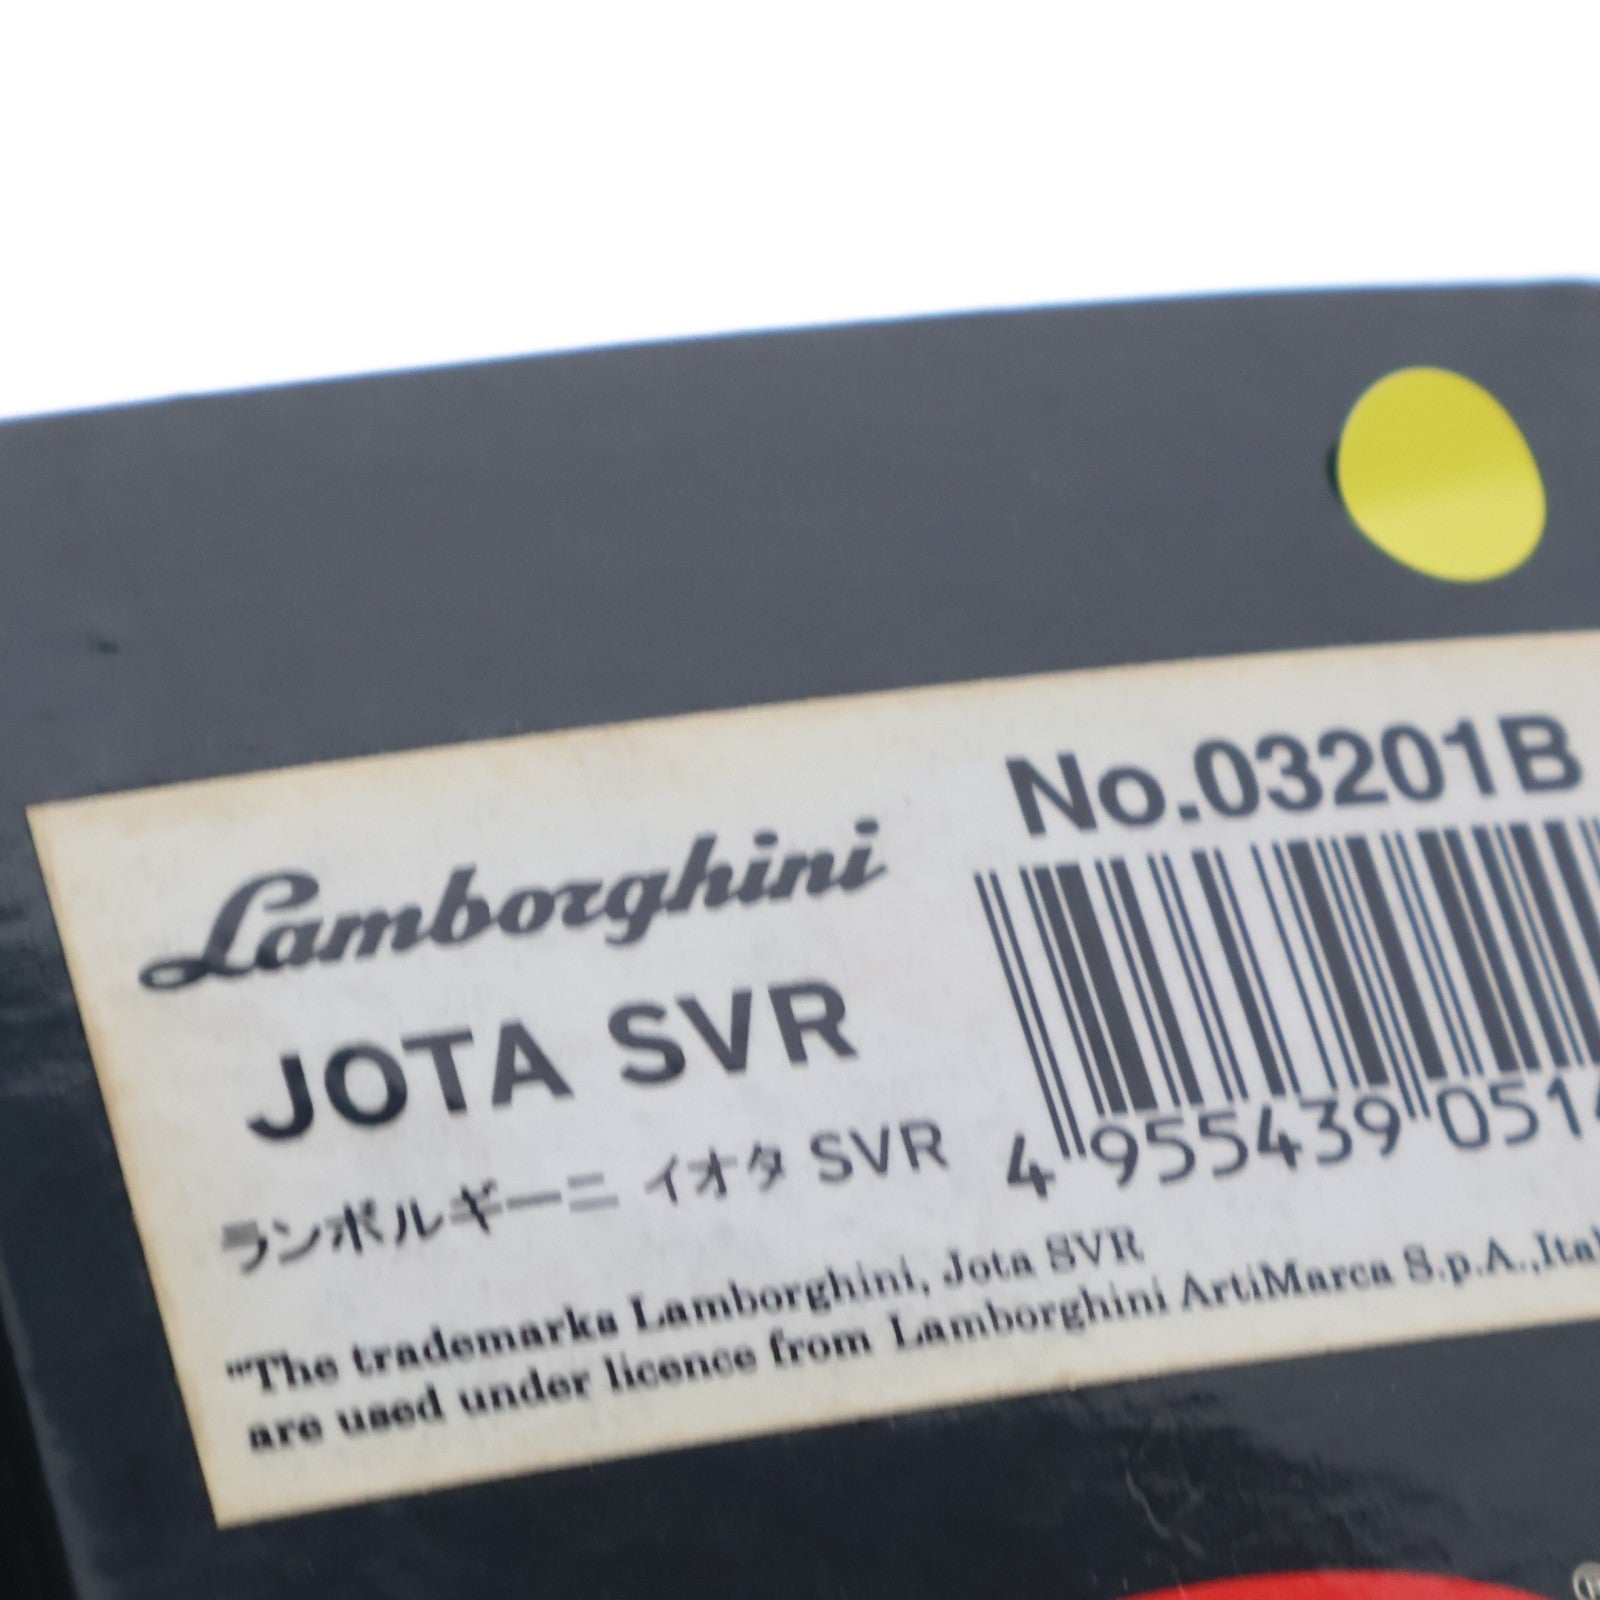 No.03201B
Lamborghini
JOTA SVR
ランボルギーニ イオタ SVR
4 955439 051
"The trademarks Lamborghini, Jota SVR
are used under licence from Lamborghini ArtiMarca S.p.A.,Ital